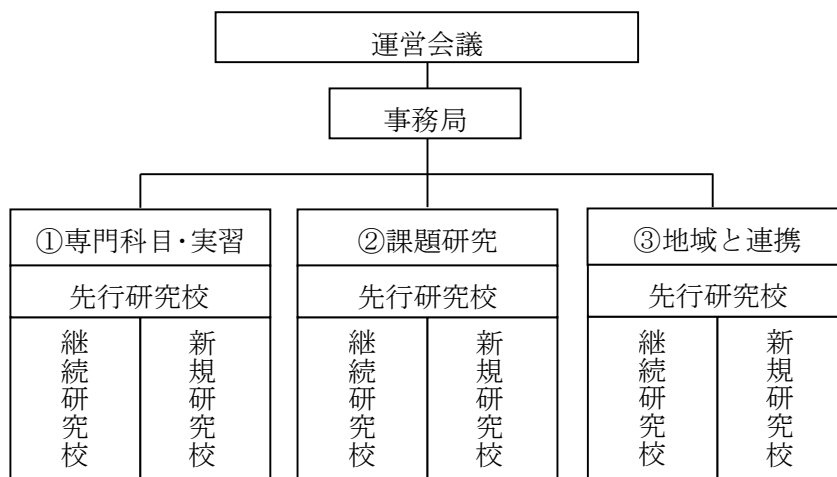 運営会議
事務局
①専門科目・実習
先行研究校
継続研究校
新規研究校
②課題研究
先行研究校
継続研究校
新規研究校
③地域と連携
先行研究校
継続研究校
新規研究校